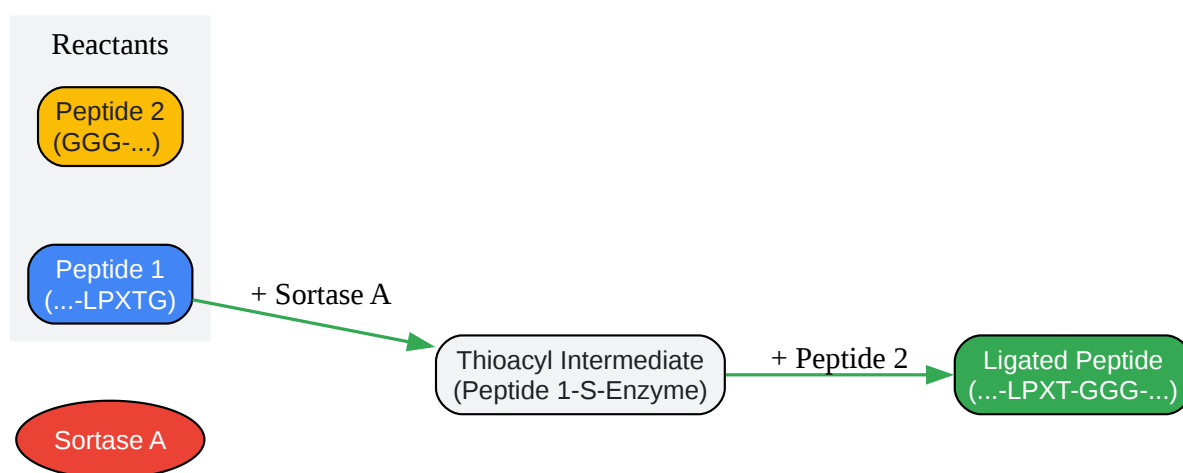 Reactants
Peptide 2
(GGG-...)
Peptide 1
(...-LPXTG)
+ Sortase A
Thioacyl Intermediate
(Peptide 1-S-Enzyme)
+ Peptide 2
Ligated Peptide
(...-LPXT-GGG-...)
Sortase A